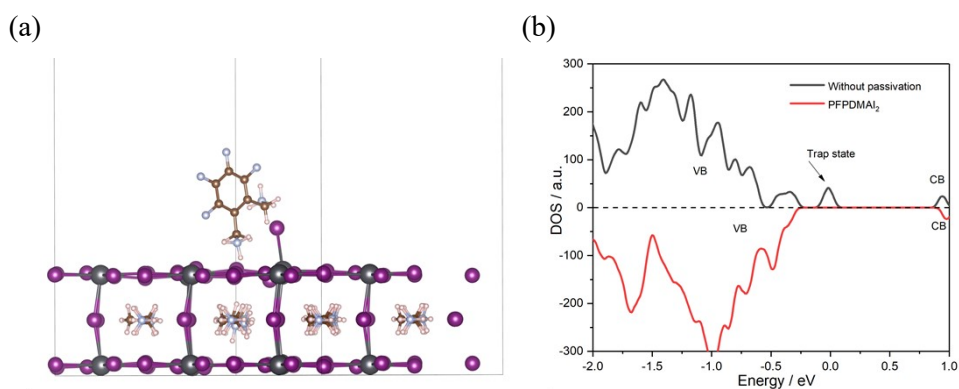 (a)
(b)
DOS / a.u.
300
200
100
0
-100
-200
-300
Without passivation
PFPDMAI₂
Trap state
VB
CB
VB
CB
-2.0 -1.5 -1.0 -0.5 0.0 0.5 1.0
Energy / eV